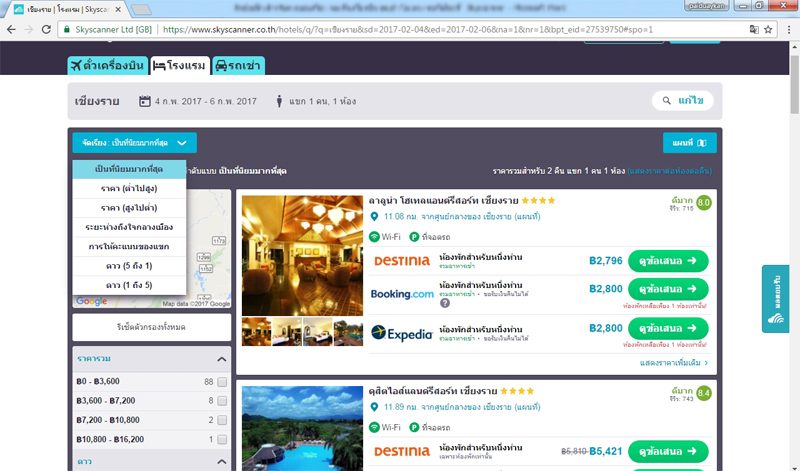 เชียงราย | โรงแรม | Skysc
paiduaykan
Skyscanner Ltd [GB] https://www.skyscanner.co.th/hotels/q/?q=เชียงราย&sd=2017-02-04&ed=2017-02-06&na=1&nr=1&ibpt_eid=27539750#spo=1
ตั๋วเครื่องบิน โรงแรม รถเช่า
เชียงราย 4 ก.พ. 2017 - 6 ก.พ. 2017 แขก 1 คน, 1 ห้อง แก้ไข
จัดเรียง: เป็นที่นิยมมากที่สุด แผนที่
เป็นที่นิยมมากที่สุด
ราคา (ต่ำไปสูง)
ราคา (สูงไปต่ำ)
ระยะห่างถึงใจกลางเมือง
การให้คะแนนของแขก
ดาว (5 ถึง 1)
ดาว (1 ถึง 5)
ดับแบบ เป็นที่นิยมมากที่สุด ราคารวมสำหรับ 2 คืน แขก 1 คน 1 ห้อง (แสดงราคาต่อห้องต่อคืน)
1173
1152
1209
Google Map data ©2017 Google
รีเซ็ตตัวกรองทั้งหมด
ราคารวม
฿0 - ฿3,600 88
฿3,600 - ฿7,200 8
฿7,200 - ฿10,800 2
฿10,800 - ฿16,200 1
ดาว
ลาลูน่า โฮเทลแอนด์รีสอร์ท เชียงราย ดีมาก 8.0
รีวิว: 715
11.08 กม. จากศูนย์กลางของ เชียงราย (แผนที่)
Wi-Fi ที่จอดรถ
DESTINIA ห้องพักสำหรับหนึ่งท่าน ฿2,796 ดูข้อเสนอ
รวมอาหารเช้า
Booking.com ห้องพักสำหรับหนึ่งท่าน ฿2,800 ดูข้อเสนอ
รวมอาหารเช้า • ขอรับเงินคืนไม่ได้
ห้องพักเหลือเพียง 1 ห้องเท่านั้น!
Expedia ห้องพักสำหรับหนึ่งท่าน ฿2,800 ดูข้อเสนอ
รวมอาหารเช้า • ขอรับเงินคืนไม่ได้
ห้องพักเหลือเพียง 1 ห้องเท่านั้น!
แสดงราคาเพิ่มเติม
ดุสิตไอส์แลนด์รีสอร์ท เชียงราย ดีมาก 8.4
รีวิว: 743
11.89 กม. จากศูนย์กลางของ เชียงราย (แผนที่)
Wi-Fi ที่จอดรถ
DESTINIA ห้องพักสำหรับหนึ่งท่าน ฿5,810 ฿5,421 ดูข้อเสนอ
เฉพาะห้องพักเท่านั้น
แสดงตอบรับ